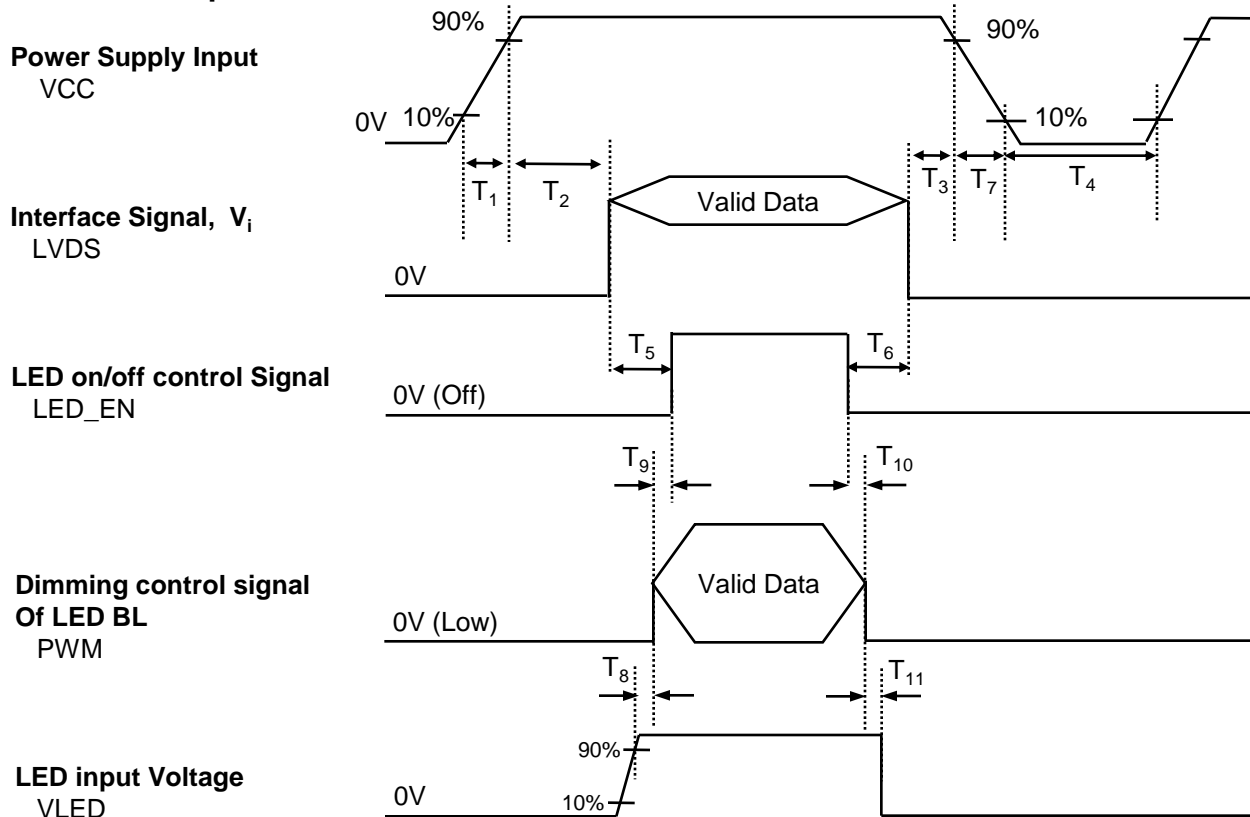 90%
90%
Power Supply Input
VCC
10%
10%
0V
T1
T2
T3
T7
T4
Valid Data
Interface Signal, Vi
LVDS
0V
T5
T6
LED on/off control Signal
LED_EN
0V (Off)
T9
T10
Valid Data
Dimming control signal
Of LED BL
PWM
0V (Low)
T8
T11
90%
LED input Voltage
VLED
0V
10%